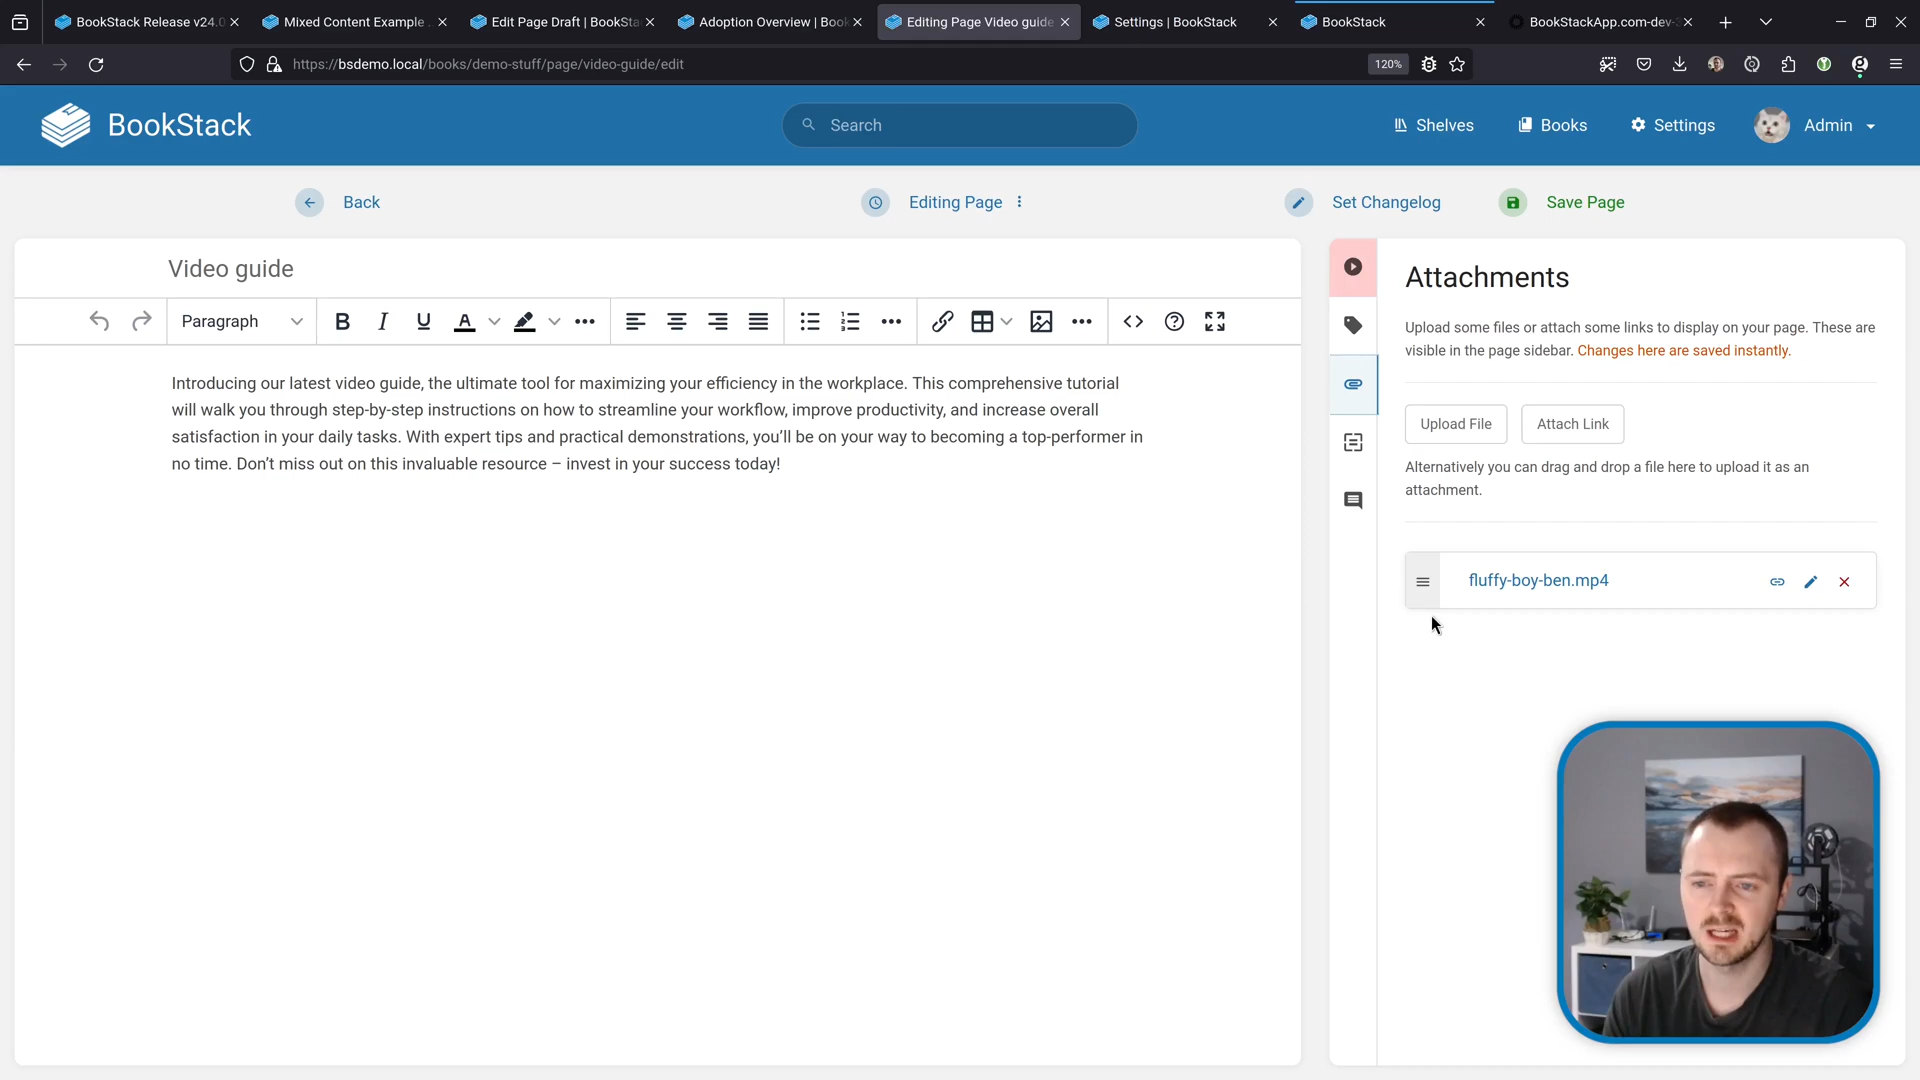 BookStack Release v24.0
Mixed Content Example
Edit Page Draft | BookSta
Adoption Overview | Book
Editing Page Video guide
Settings | BookStack
BookStack
BookStackApp.com-dev-
https://bsdemo.local/books/demo-stuff/page/video-guide/edit
120%
BookStack
Search
Shelves
Books
Settings
Admin
Back
Editing Page
Set Changelog
Save Page
Video guide
Paragraph
Introducing our latest video guide, the ultimate tool for maximizing your efficiency in the workplace. This comprehensive tutorial
will walk you through step-by-step instructions on how to streamline your workflow, improve productivity, and increase overall
satisfaction in your daily tasks. With expert tips and practical demonstrations, you’ll be on your way to becoming a top-performer in
no time. Don’t miss out on this invaluable resource – invest in your success today!
Attachments
Upload some files or attach some links to display on your page. These are
visible in the page sidebar. Changes here are saved instantly.
Upload File
Attach Link
Alternatively you can drag and drop a file here to upload it as an
attachment.
fluffy-boy-ben.mp4